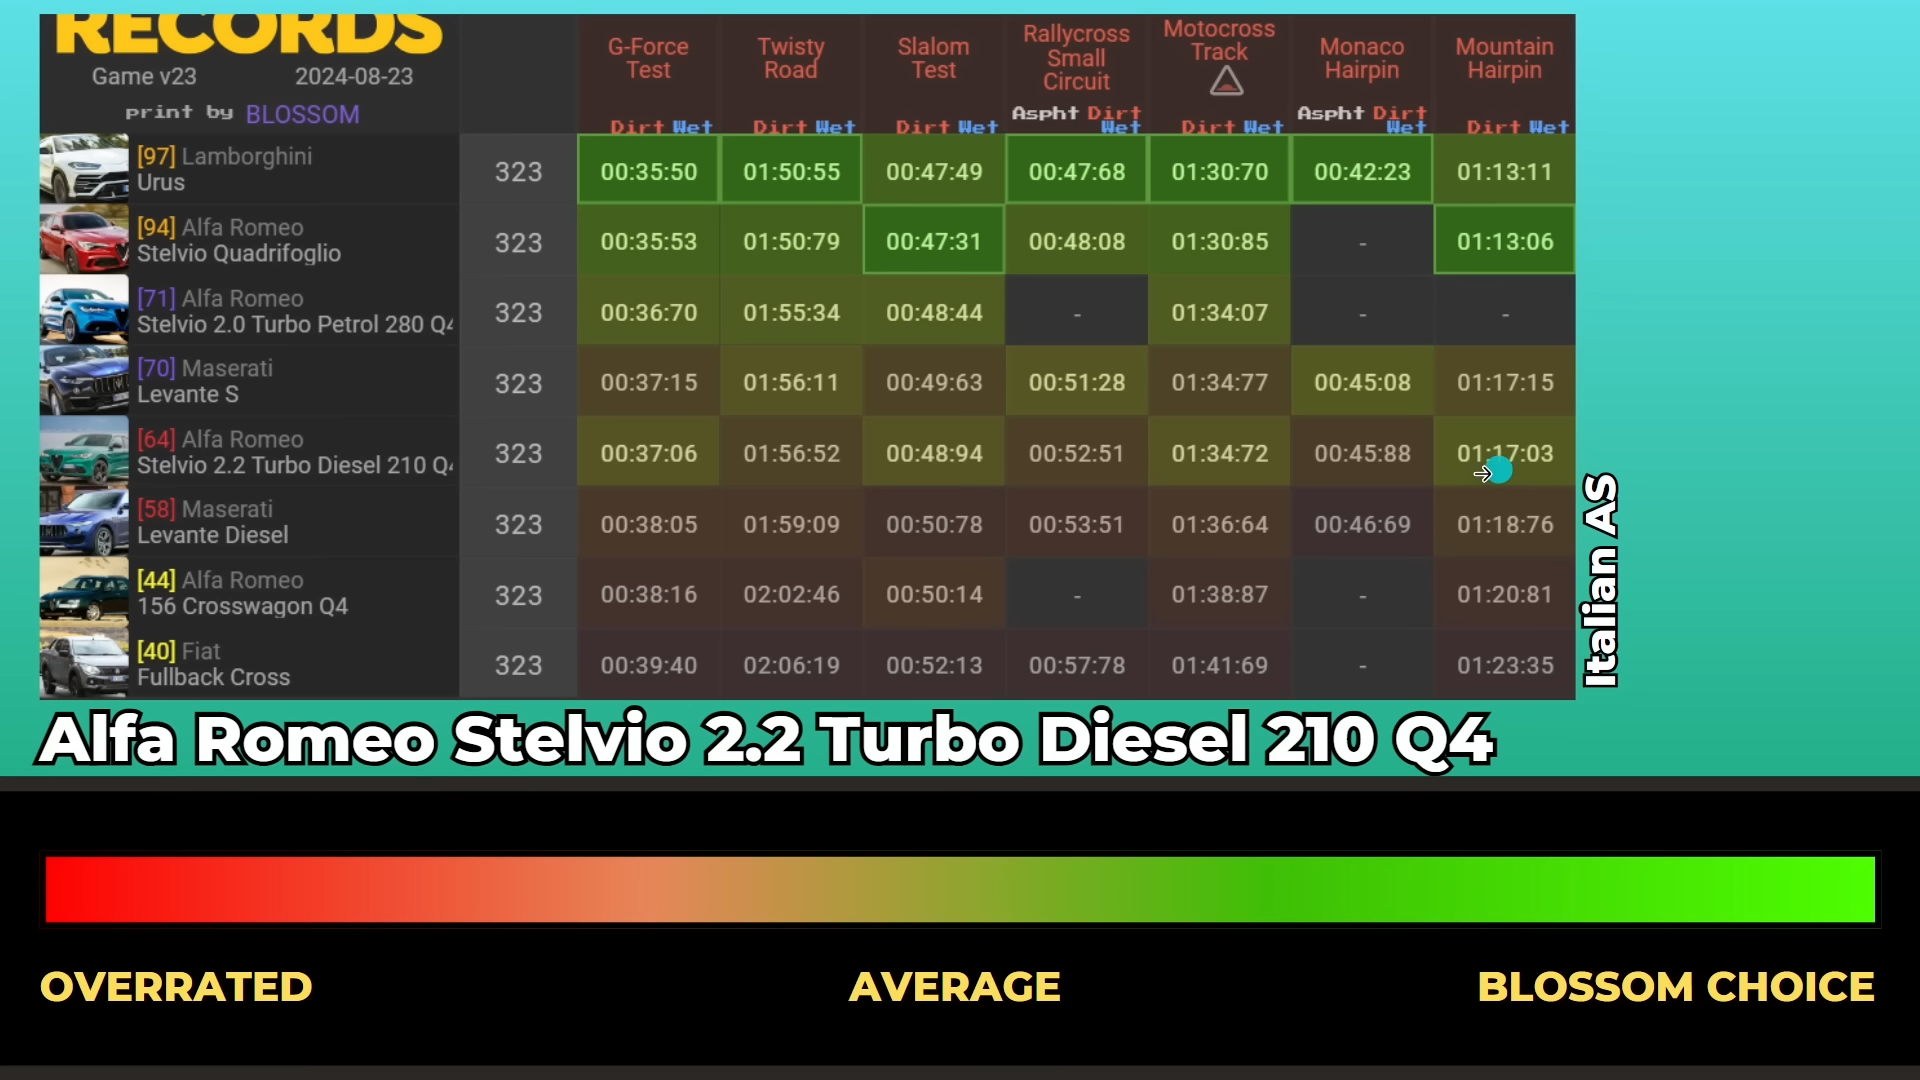 RECORDS
Game v23 2024-08-23
print by BLOSSOM
G-Force Test Dirt Wet
Twisty Road Dirt Wet
Slalom Test Dirt Wet
Rallycross Small Circuit Aspht Dirt Wet
Motocross Track Dirt Wet
Monaco Hairpin Aspht Dirt Wet
Mountain Hairpin Dirt Wet
[97] Lamborghini
Urus 323 00:35:50 01:50:55 00:47:49 00:47:68 01:30:70 00:42:23 01:13:11
[94] Alfa Romeo
Stelvio Quadrifoglio 323 00:35:53 01:50:79 00:47:31 00:48:08 01:30:85 - 01:13:06
[71] Alfa Romeo
Stelvio 2.0 Turbo Petrol 280 Q4 323 00:36:70 01:55:34 00:48:44 - 01:34:07 - -
[70] Maserati
Levante S 323 00:37:15 01:56:11 00:49:63 00:51:28 01:34:77 00:45:08 01:17:15
[64] Alfa Romeo
Stelvio 2.2 Turbo Diesel 210 Q4 323 00:37:06 01:56:52 00:48:94 00:52:51 01:34:72 00:45:88 01:17:03
[58] Maserati
Levante Diesel 323 00:38:05 01:59:09 00:50:78 00:53:51 01:36:64 00:46:69 01:18:76
[44] Alfa Romeo
156 Crosswagon Q4 323 00:38:16 02:02:46 00:50:14 - 01:38:87 - 01:20:81
[40] Fiat
Fullback Cross 323 00:39:40 02:06:19 00:52:13 00:57:78 01:41:69 - 01:23:35
Italian AS
Alfa Romeo Stelvio 2.2 Turbo Diesel 210 Q4
OVERRATED AVERAGE BLOSSOM CHOICE